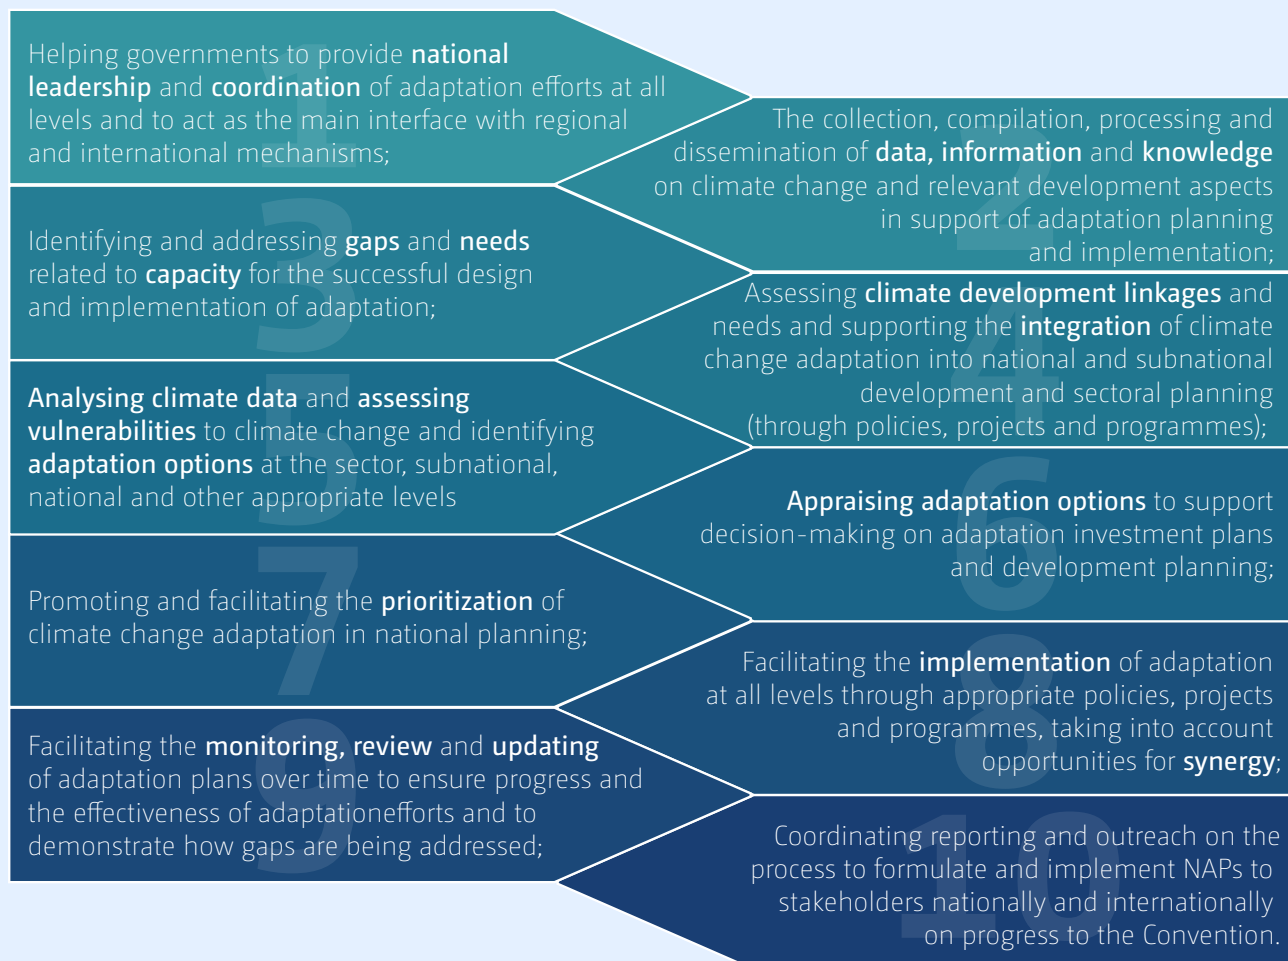 1
Helping governments to provide national
leadership and coordination of adaptation efforts at all
levels and to act as the main interface with regional
and international mechanisms;
2
The collection, compilation, processing and
dissemination of data, information and knowledge
on climate change and relevant development aspects
in support of adaptation planning
and implementation;
3
Identifying and addressing gaps and needs
related to capacity for the successful design
and implementation of adaptation;
4
Assessing climate development linkages and
needs and supporting the integration of climate
change adaptation into national and subnational
development and sectoral planning
(through policies, projects and programmes);
5
Analysing climate data and assessing
vulnerabilities to climate change and identifying
adaptation options at the sector, subnational,
national and other appropriate levels
6
Appraising adaptation options to support
decision-making on adaptation investment plans
and development planning;
7
Promoting and facilitating the prioritization of
climate change adaptation in national planning;
8
Facilitating the implementation of adaptation
at all levels through appropriate policies, projects
and programmes, taking into account
opportunities for synergy;
9
Facilitating the monitoring, review and updating
of adaptation plans over time to ensure progress and
the effectiveness of adaptationefforts and to
demonstrate how gaps are being addressed;
10
Coordinating reporting and outreach on the
process to formulate and implement NAPs to
stakeholders nationally and internationally
on progress to the Convention.